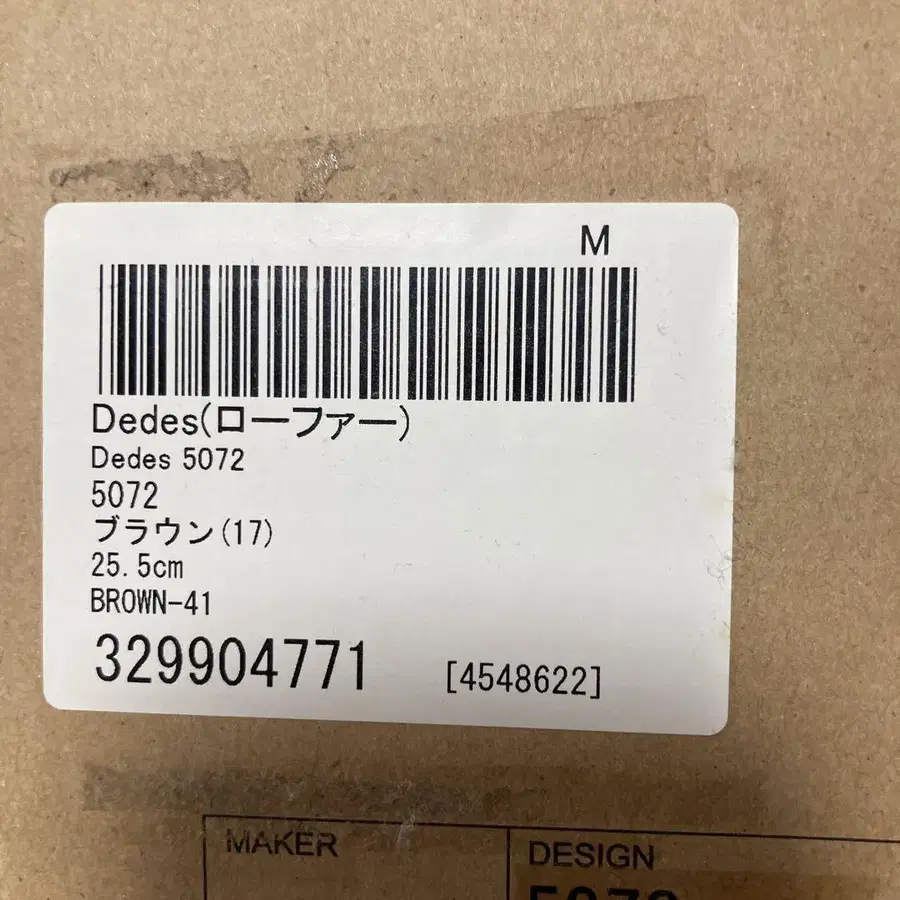 M
Dedes(ローファー)
Dedes 5072
5072
ブラウン(17)
25.5cm
BROWN-41
329904771 [4548622]
MAKER DESIGN